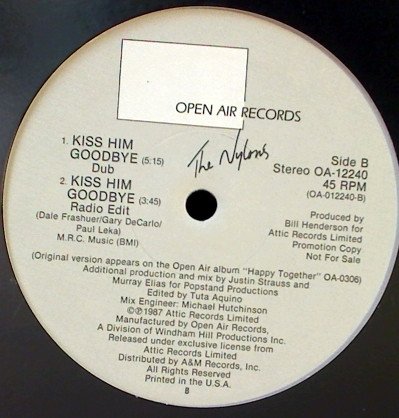 OPEN AIR RECORDS
1. KISS HIM
GOODBYE (5:15)
Dub
2. KISS HIM
GOODBYE (3:45)
Radio Edit
(Dale Frashuer/Gary DeCarlo/
Paul Leka)
M.R.C. Music (BMI)
The Nylons
Side B
Stereo OA-12240
45 RPM
(OA-012240-B)
Produced by
Bill Henderson for
Attic Records Limited
Promotion Copy
Not For Sale
(Original version appears on the Open Air album "Happy Together" OA-0306)
Additional production and mix by Justin Strauss and
Murray Elias for Popstand Productions
Edited by Tuta Aquino
Mix Engineer: Michael Hutchinson
©℗1987 Attic Records Limited
Manufactured by Open Air Records,
A Division of Windham Hill Productions Inc.
Released under exclusive license from
Attic Records Limited
Distributed by A&M Records, Inc.
All Rights Reserved
Printed in the U.S.A.
B